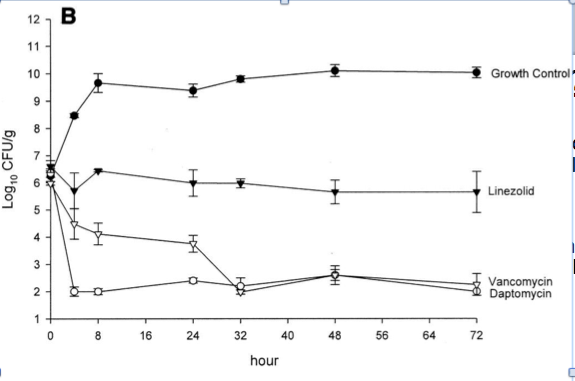 B
12
11
10
9
8
7
6
5
4
3
2
1
Log10 CFU/g
Growth Control
Linezolid
Vancomycin
Daptomycin
0 8 16 24 32 40 48 56 64 72
hour